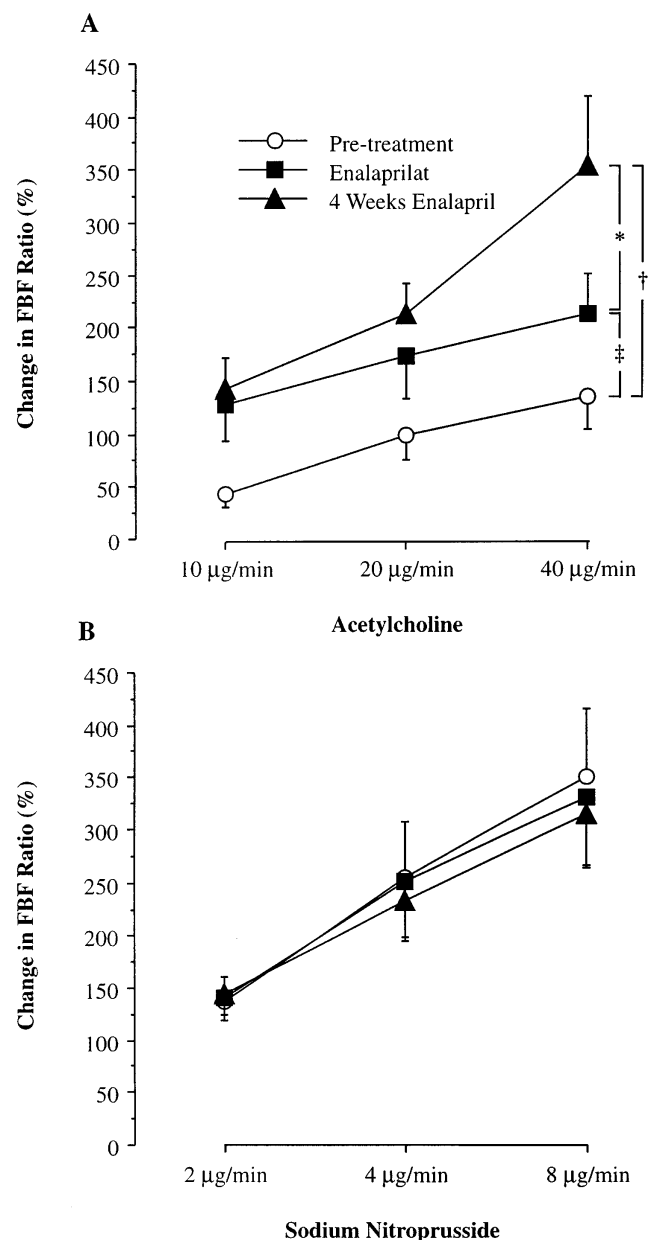 A
450
400
350
300
250
200
150
100
50
0
Change in FBF Ratio (%)
Pre-treatment
Enalaprilat
4 Weeks Enalapril
*
†
‡
10 µg/min 20 µg/min 40 µg/min
Acetylcholine
B
450
400
350
300
250
200
150
100
50
0
Change in FBF Ratio (%)
2 µg/min 4 µg/min 8 µg/min
Sodium Nitroprusside